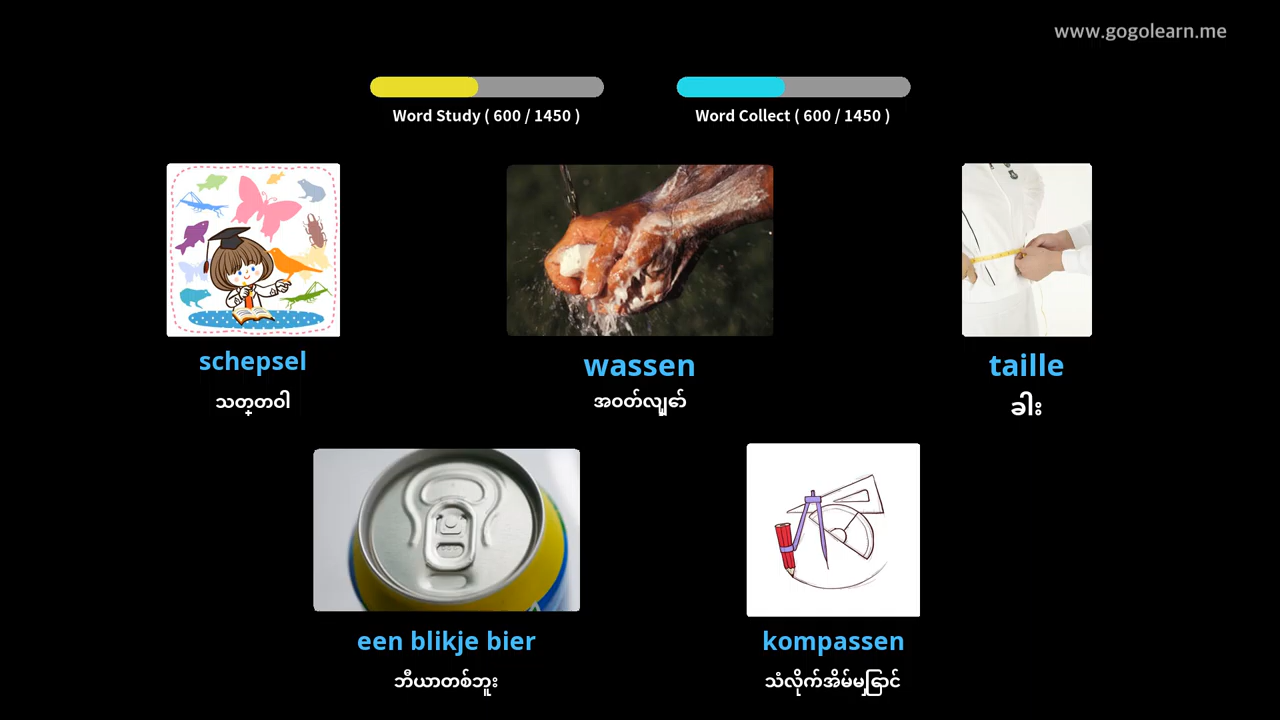 www.gogolearn.me
Word Study ( 600 / 1450 )
Word Collect ( 600 / 1450 )
schepsel
wassen
taille
သတ္တဝါ
အဝတ်လျှော်
ခါး
een blikje bier
kompassen
ဘီယာတစ်ဘူး
သံလိုက်အိမ်မြှောင်